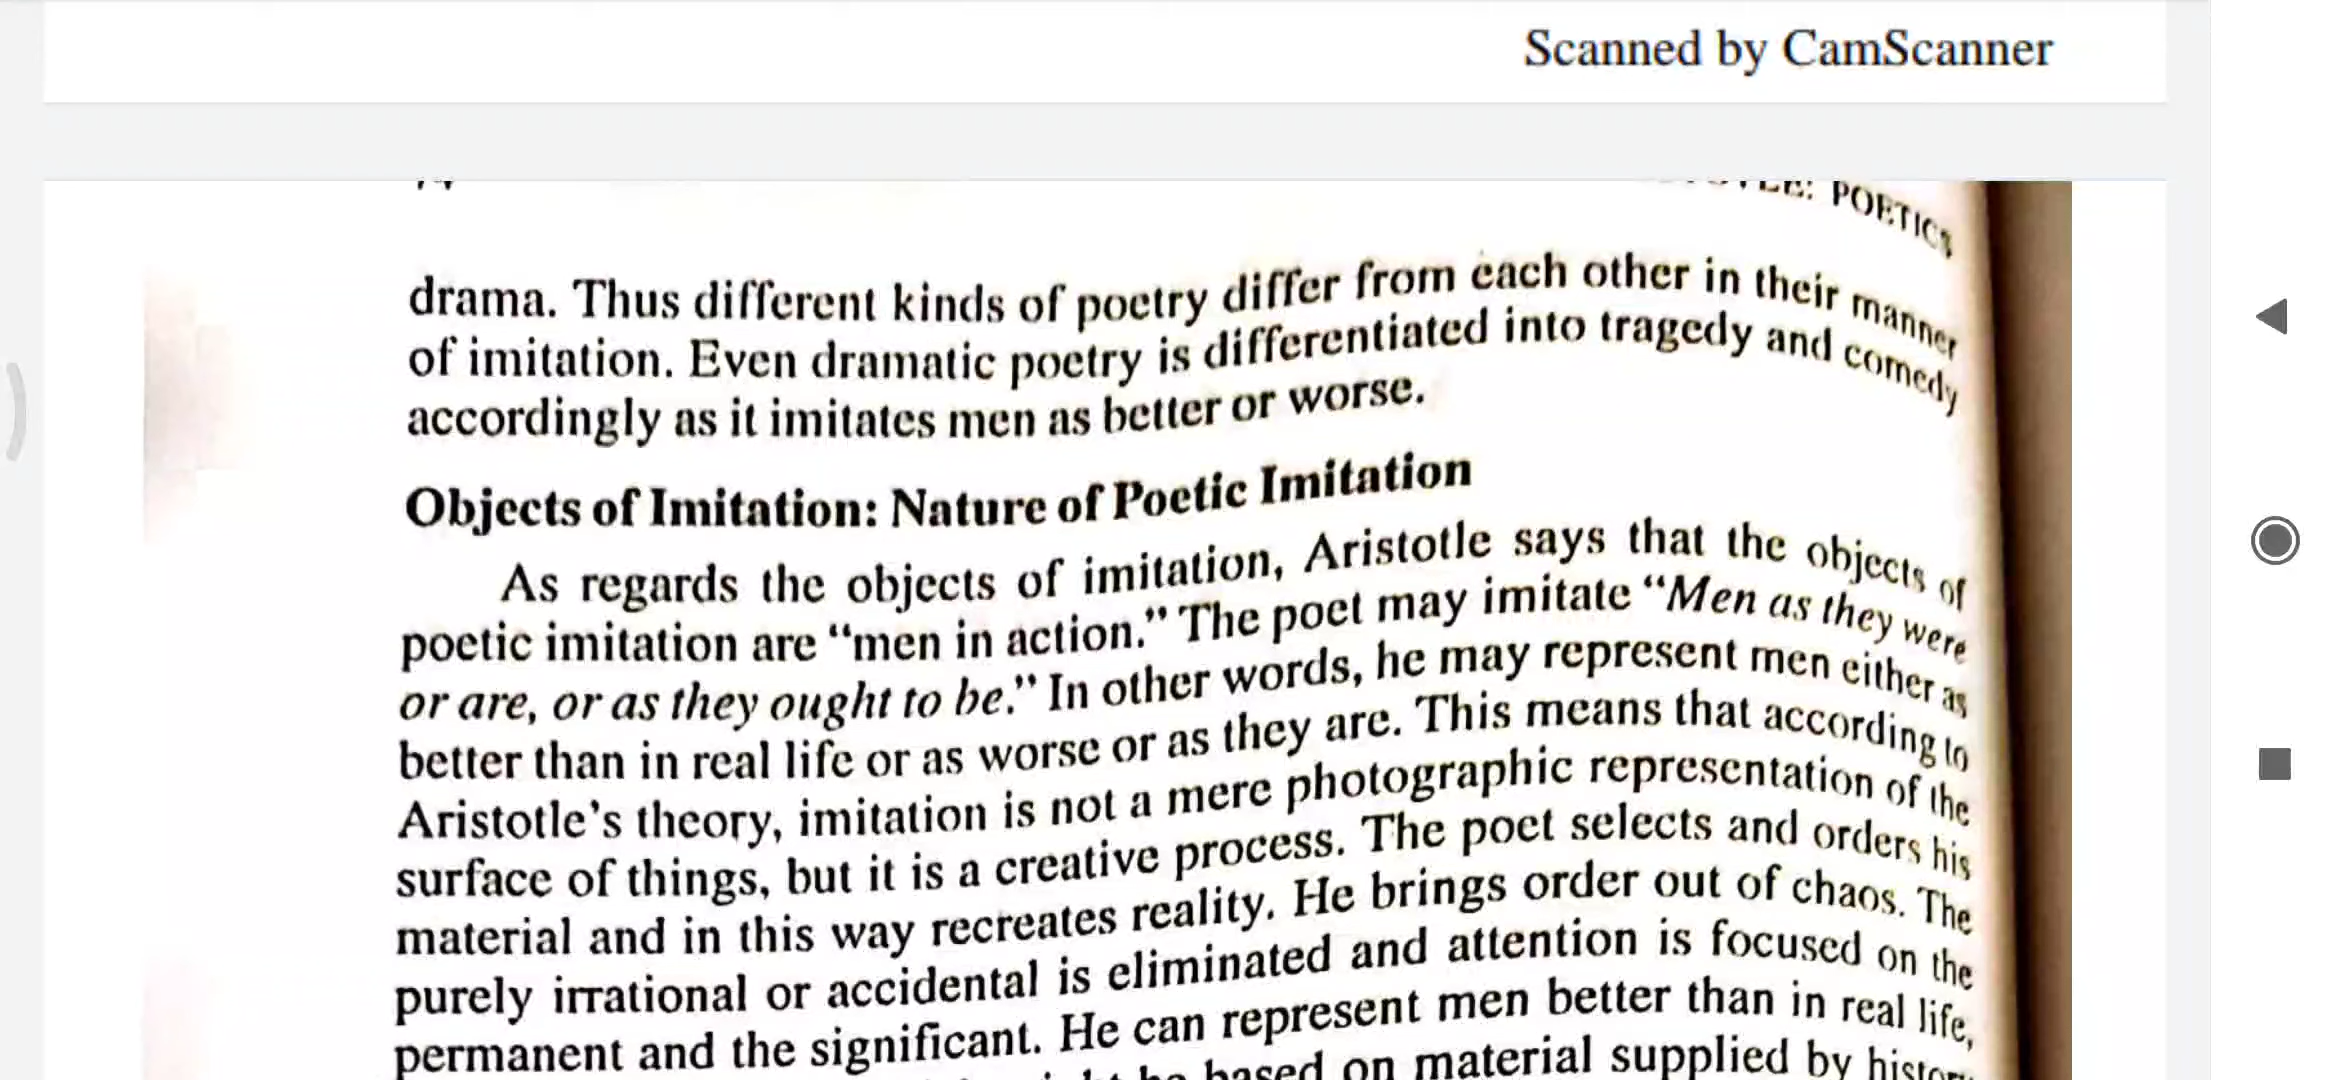 Scanned by CamScanner
POETICS
drama. Thus different kinds of poetry differ from each other in their manner
of imitation. Even dramatic poetry is differentiated into tragedy and comedy
accordingly as it imitates men as better or worse.
Objects of Imitation: Nature of Poetic Imitation
As regards the objects of imitation, Aristotle says that the objects of
poetic imitation are “men in action.” The poet may imitate “Men as they were
or are, or as they ought to be.” In other words, he may represent men either as
better than in real life or as worse or as they are. This means that according to
Aristotle’s theory, imitation is not a mere photographic representation of the
surface of things, but it is a creative process. The poet selects and orders his
material and in this way recreates reality. He brings order out of chaos. The
purely irrational or accidental is eliminated and attention is focused on the
permanent and the significant. He can represent men better than in real life,
based on material supplied by